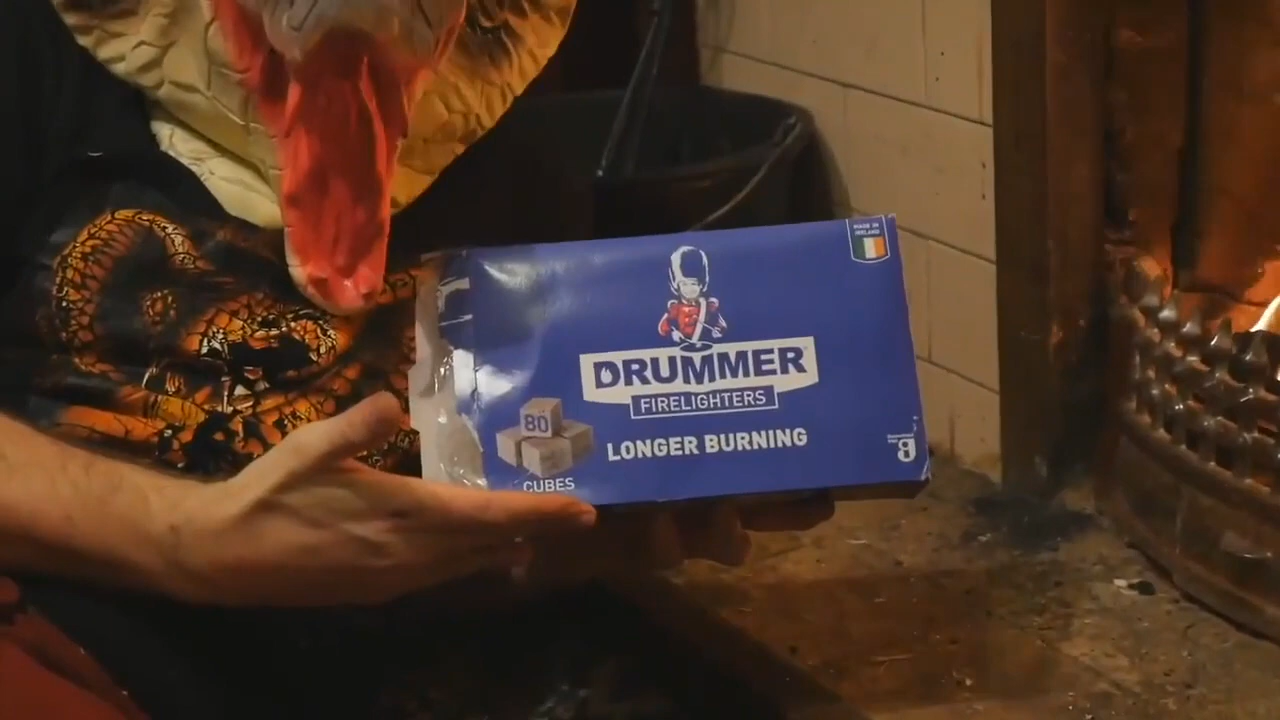 MADE IN
IRELAND
DRUMMER
FIRELIGHTERS
80
LONGER BURNING
CUBES